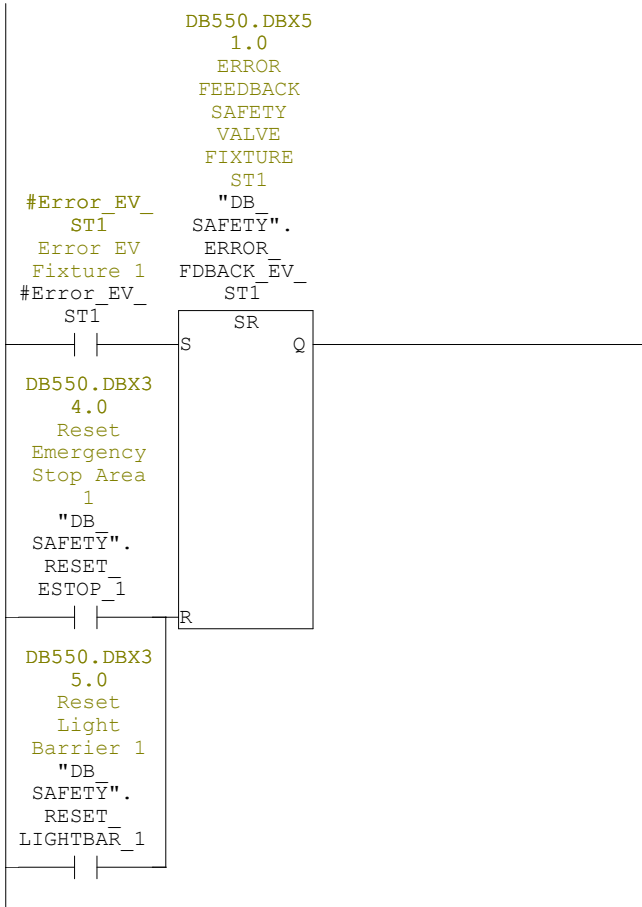 DB550.DBX5
1.0
ERROR
FEEDBACK
SAFETY
VALVE
FIXTURE
ST1
"DB_
SAFETY".
ERROR_
FDBACK_EV_
ST1
#Error_EV_
ST1
Error EV
Fixture 1
#Error_EV_
ST1
SR
S Q
DB550.DBX3
4.0
Reset
Emergency
Stop Area
1
"DB_
SAFETY".
RESET_
ESTOP_1
R
DB550.DBX3
5.0
Reset
Light
Barrier 1
"DB_
SAFETY".
RESET_
LIGHTBAR_1